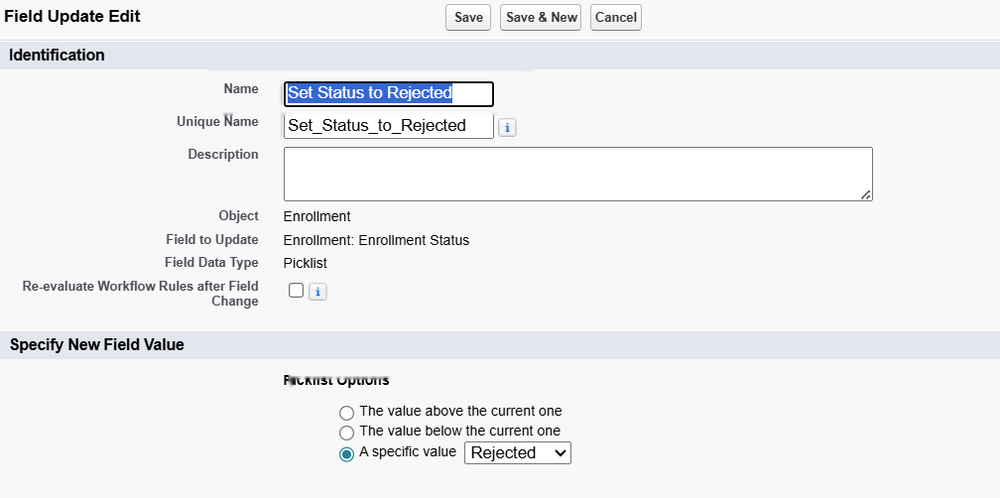 Field Update Edit
Save
Save & New
Cancel
Identification
Name
Set Status to Rejected
Unique Name
Set_Status_to_Rejected
i
Description
Object
Enrollment
Field to Update
Enrollment: Enrollment Status
Field Data Type
Picklist
Re-evaluate Workflow Rules after Field
Change
i
Specify New Field Value
Picklist Options
The value above the current one
The value below the current one
A specific value
Rejected